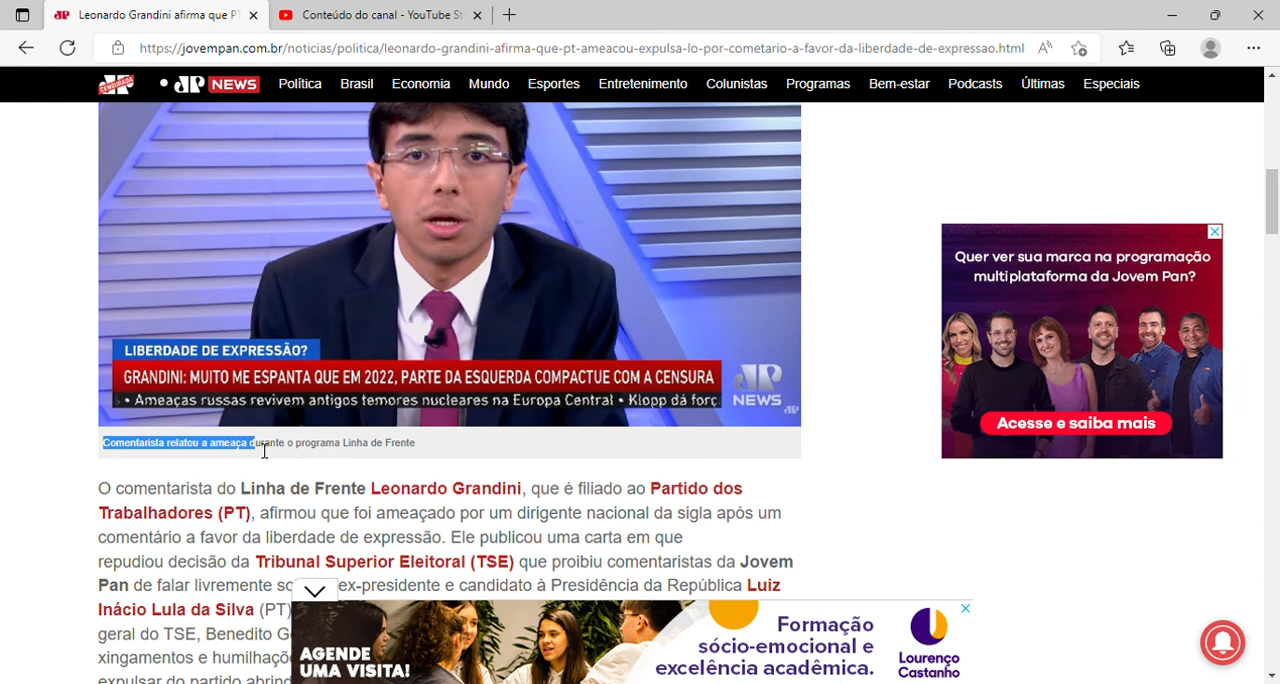 Leonardo Grandini afirma que PT
Conteúdo do canal - YouTube St
https://jovempan.com.br/noticias/politica/leonardo-grandini-afirma-que-pt-ameacou-expulsa-lo-por-cometario-a-favor-da-liberdade-de-expressao.html
CENSURADA
JP NEWS Política Brasil Economia Mundo Esportes Entretenimento Colunistas Programas Bem-estar Podcasts Últimas Especiais
LIBERDADE DE EXPRESSÃO?
GRANDINI: MUITO ME ESPANTA QUE EM 2022, PARTE DA ESQUERDA COMPACTUE COM A CENSURA
• Ameaças russas revivem antigos temores nucleares na Europa Central • Klopp dá forç
JP
NEWS
JP
Comentarista relatou a ameaça durante o programa Linha de Frente
O comentarista do Linha de Frente Leonardo Grandini, que é filiado ao Partido dos
Trabalhadores (PT), afirmou que foi ameaçado por um dirigente nacional da sigla após um
comentário a favor da liberdade de expressão. Ele publicou uma carta em que
repudiou decisão da Tribunal Superior Eleitoral (TSE) que proibiu comentaristas da Jovem
Pan de falar livremente ex-presidente e candidato à Presidência da República Luiz
Inácio Lula da Silva (PT)
geral do TSE, Benedito G
xingamentos e humilhaçõ
expulsar do partido abrind
Quer ver sua marca na programação
multiplataforma da Jovem Pan?
Acesse e saiba mais
AGENDE
UMA VISITA!
Formação
sócio-emocional e
excelência acadêmica.
Lourenço
Castanho